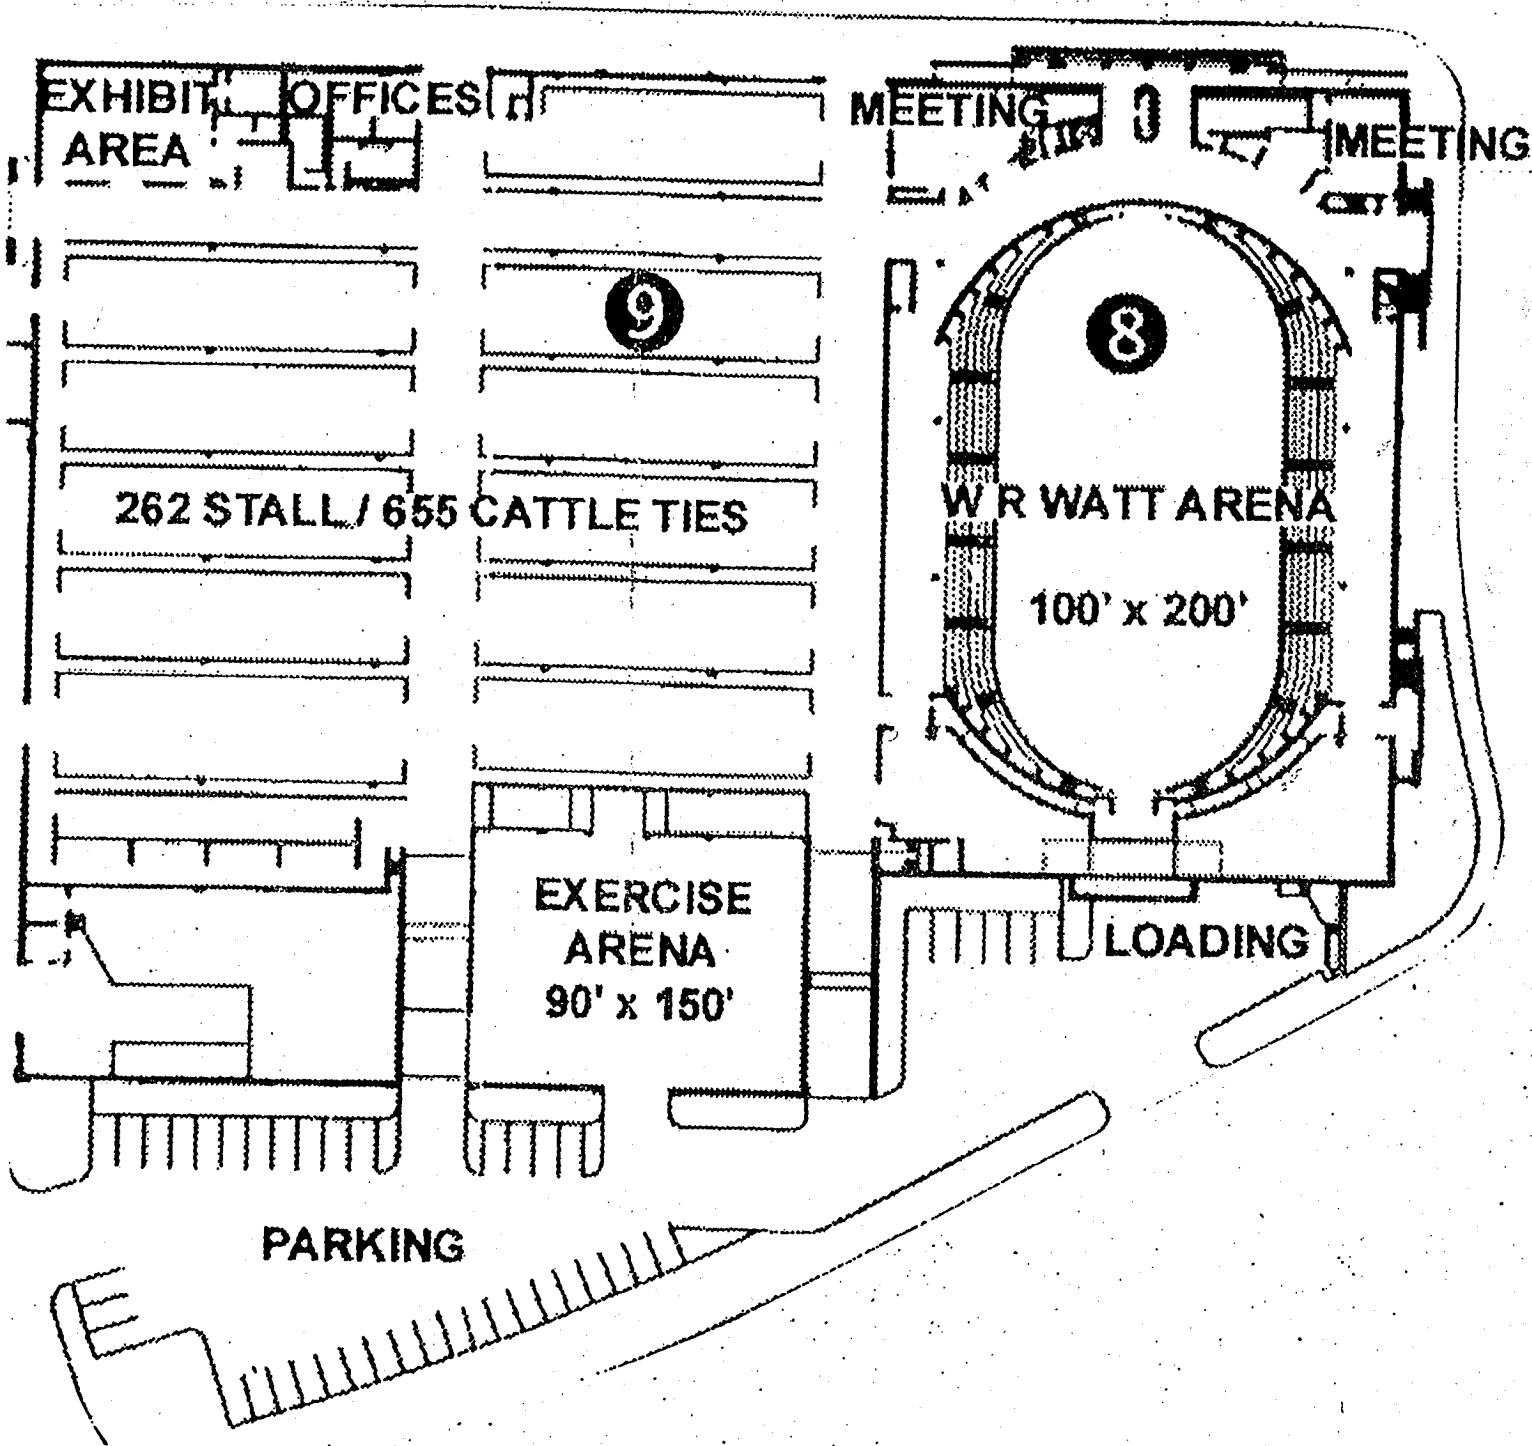 EXHIBIT
AREA
OFFICES
MEETING
MEETING
9
8
262 STALL / 655 CATTLE TIES
W R WATT ARENA
100' x 200'
EXERCISE
ARENA
90' x 150'
LOADING
PARKING